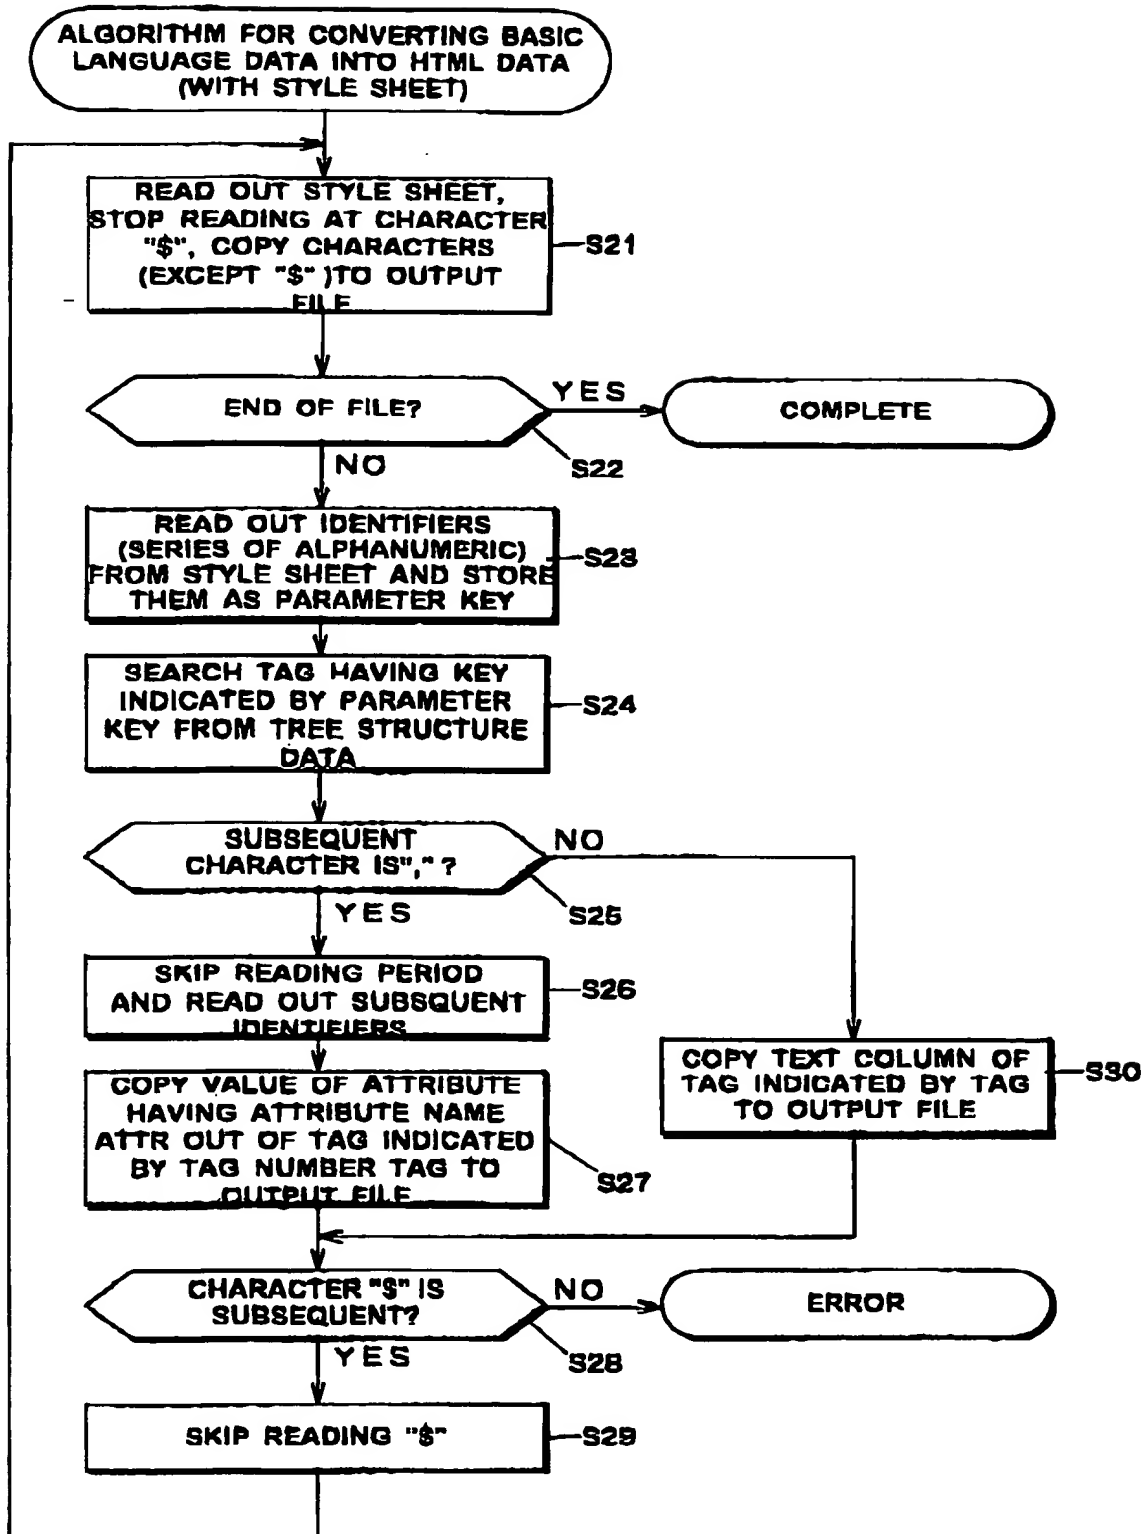 ALGORITHM FOR CONVERTING BASIC
LANGUAGE DATA INTO HTML DATA
(WITH STYLE SHEET)
READ OUT STYLE SHEET,
STOP READING AT CHARACTER
"$", COPY CHARACTERS
(EXCEPT "$" )TO OUTPUT
FILE
S21
END OF FILE?
YES
COMPLETE
S22
NO
READ OUT IDENTIFIERS
(SERIES OF ALPHANUMERIC)
FROM STYLE SHEET AND STORE
THEM AS PARAMETER KEY
S23
SEARCH TAG HAVING KEY
INDICATED BY PARAMETER
KEY FROM TREE STRUCTURE
DATA
S24
SUBSEQUENT
CHARACTER IS"," ?
NO
S25
YES
SKIP READING PERIOD
AND READ OUT SUBSQUENT
IDENTIFIERS
S26
COPY TEXT COLUMN OF
TAG INDICATED BY TAG
TO OUTPUT FILE
S30
COPY VALUE OF ATTRIBUTE
HAVING ATTRIBUTE NAME
ATTR OUT OF TAG INDICATED
BY TAG NUMBER TAG TO
OUTPUT FILE
S27
CHARACTER "$" IS
SUBSEQUENT?
NO
ERROR
S28
YES
SKIP READING "$"
S29